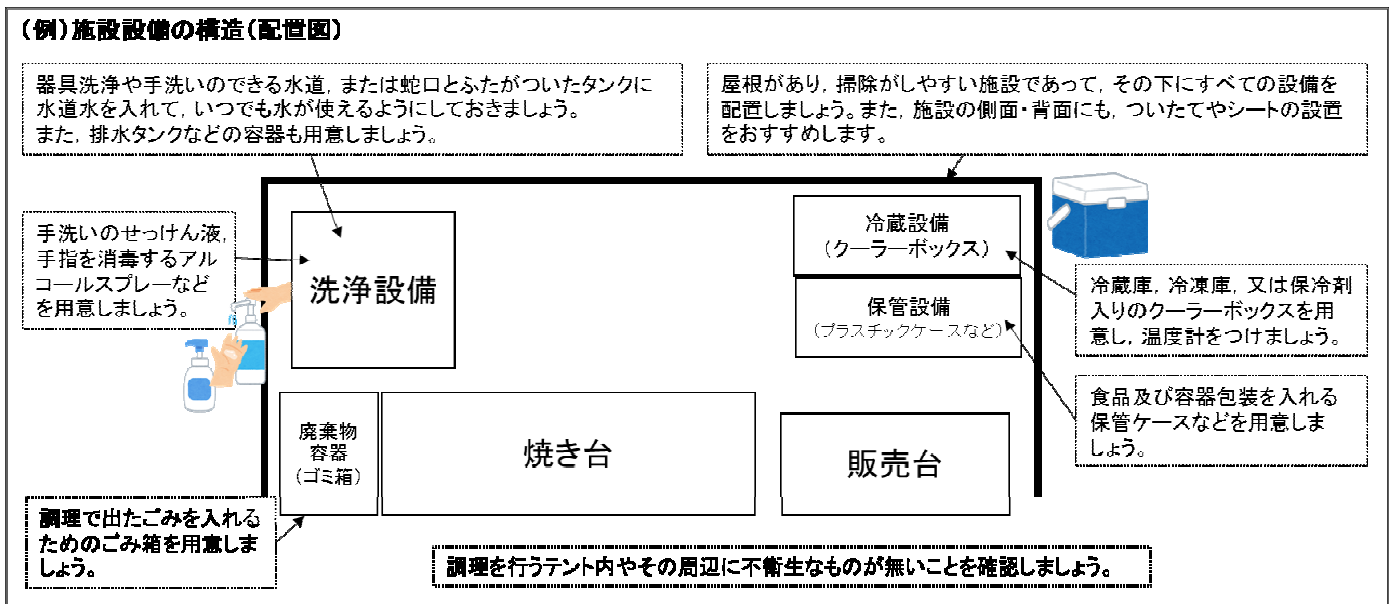 （例）施設設備の構造（配置図）
器具洗浄や手洗いのできる水道，または蛇口とふたがついたタンクに
水道水を入れて，いつでも水が使えるようにしておきましょう。
また，排水タンクなどの容器も用意しましょう。
屋根があり，掃除がしやすい施設であって，その下にすべての設備を
配置しましょう。また，施設の側面・背面にも，ついたてやシートの設置
をおすすめします。
手洗いのせっけん液，
手指を消毒するアル
コールスプレーなど
を用意しましょう。
洗浄設備
冷蔵設備
（クーラーボックス）
保管設備
（プラスチックケースなど）
冷蔵庫，冷凍庫，又は保冷剤
入りのクーラーボックスを用
意し，温度計をつけましょう。
食品及び容器包装を入れる
保管ケースなどを用意しま
しょう。
廃棄物
容器
（ゴミ箱）
焼き台
販売台
調理で出たごみを入れる
ためのごみ箱を用意しま
しょう。
調理を行うテント内やその周辺に不衛生なものが無いことを確認しましょう。